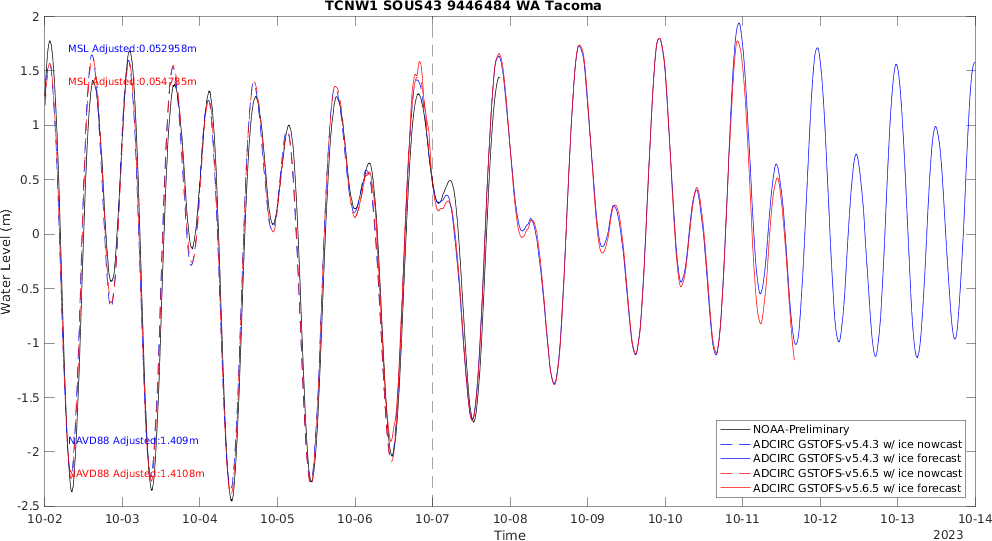 TCNW1 SOUS43 9446484 WA Tacoma
2
1.5
1
0.5
0
-0.5
-1
-1.5
-2
-2.5
Water Level (m)
MSL Adjusted:0.052958m
MSL Adjusted:0.054735m
NAVD88 Adjusted:1.409m
NAVD88 Adjusted:1.4108m
NOAA-Preliminary
ADCIRC GSTOFS-v5.4.3 w/ ice nowcast
ADCIRC GSTOFS-v5.4.3 w/ ice forecast
ADCIRC GSTOFS-v5.6.5 w/ ice nowcast
ADCIRC GSTOFS-v5.6.5 w/ ice forecast
10-02 10-03 10-04 10-05 10-06 10-07 10-08 10-09 10-10 10-11 10-12 10-13 10-14
Time
2023